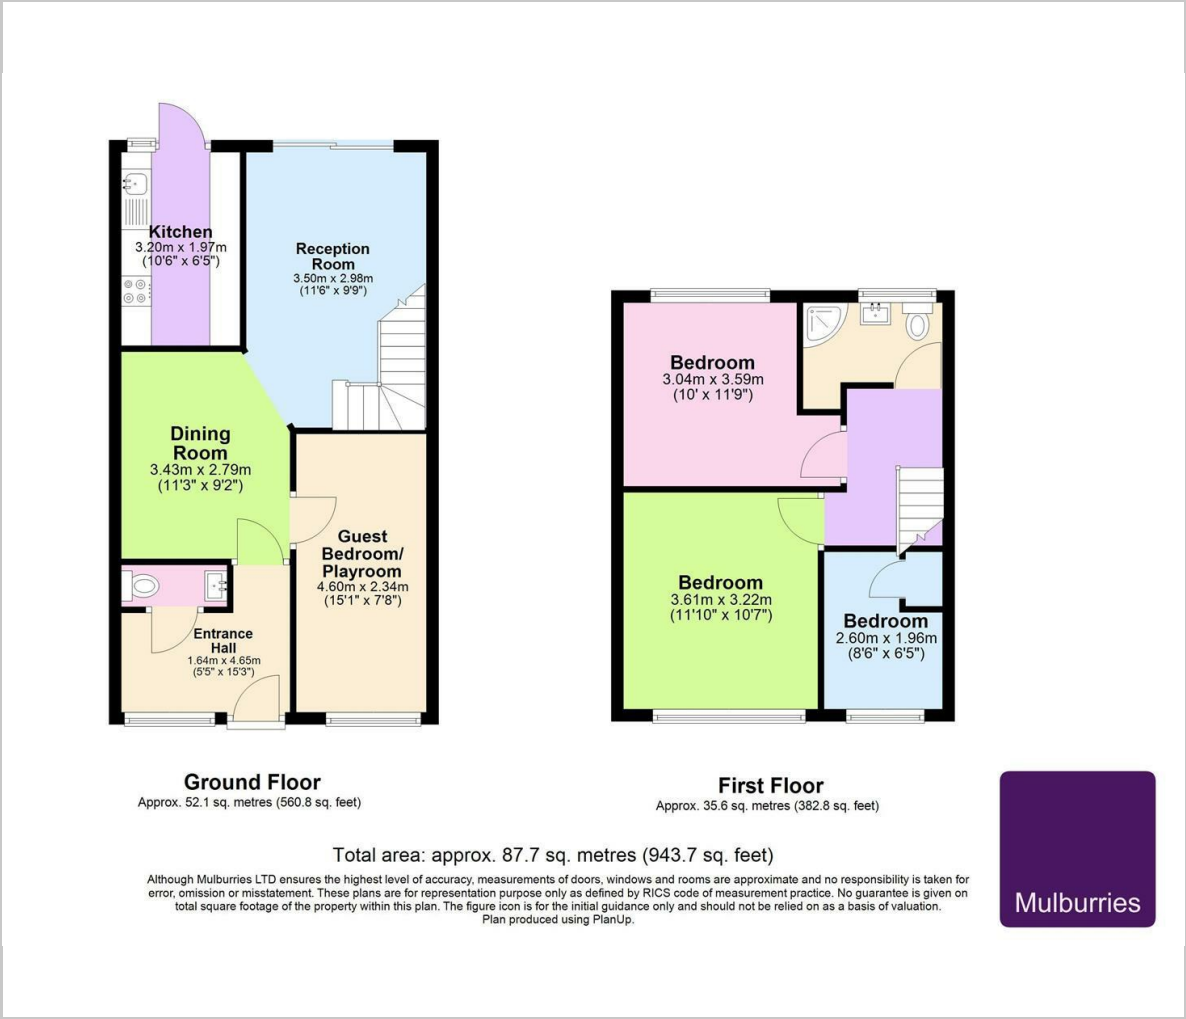 Kitchen
3.20m x 1.97m
(10'6" x 6'5")
Reception
Room
3.50m x 2.98m
(11'6" x 9'9")
Dining
Room
3.43m x 2.79m
(11'3" x 9'2")
Guest
Bedroom/
Playroom
4.60m x 2.34m
(15'1" x 7'8")
Entrance
Hall
1.64m x 4.65m
(5'5" x 15'3")
Bedroom
3.04m x 3.59m
(10' x 11'9")
Bedroom
3.61m x 3.22m
(11'10" x 10'7")
Bedroom
2.60m x 1.96m
(8'6" x 6'5")
Ground Floor
Approx. 52.1 sq. metres (560.8 sq. feet)
First Floor
Approx. 35.6 sq. metres (382.8 sq. feet)
Total area: approx. 87.7 sq. metres (943.7 sq. feet)
Although Mulburries LTD ensures the highest level of accuracy, measurements of doors, windows and rooms are approximate and no responsibility is taken for
error, omission or misstatement. These plans are for representation purpose only as defined by RICS code of measurement practice. No guarantee is given on
total square footage of the property within this plan. The figure icon is for the initial guidance only and should not be relied on as a basis of valuation.
Plan produced using PlanUp.
Mulburries